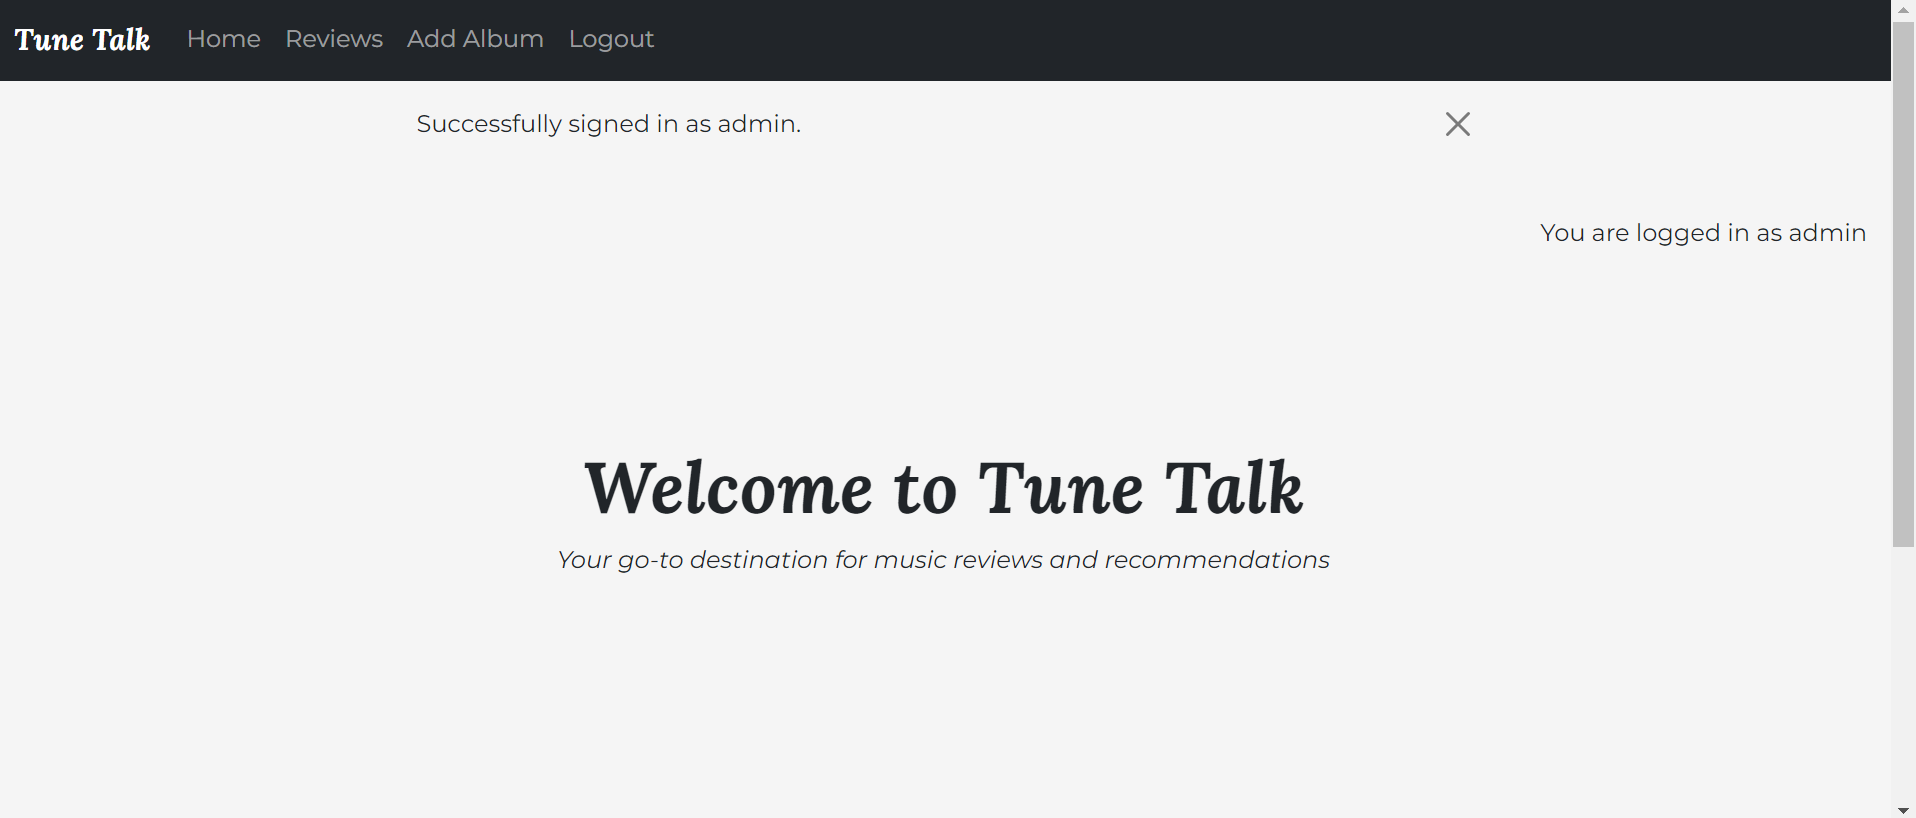 Tune Talk Home Reviews Add Album Logout
Successfully signed in as admin.
You are logged in as admin
Welcome to Tune Talk
Your go-to destination for music reviews and recommendations